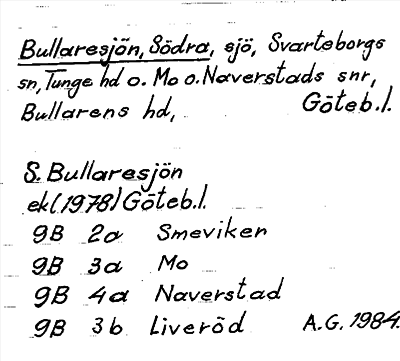 Bullaresjön, Södra, sjö, Svarteborgs
sn, Tunge hd o. Mo o. Naverstads snr,
Bullarens hd, Göteb.l.
S. Bullaresjön
ek(1978) Göteb.l.
9B 2a Smeviken
9B 3a Mo
9B 4a Naverstad
9B 3b Liveröd A.G. 1984.